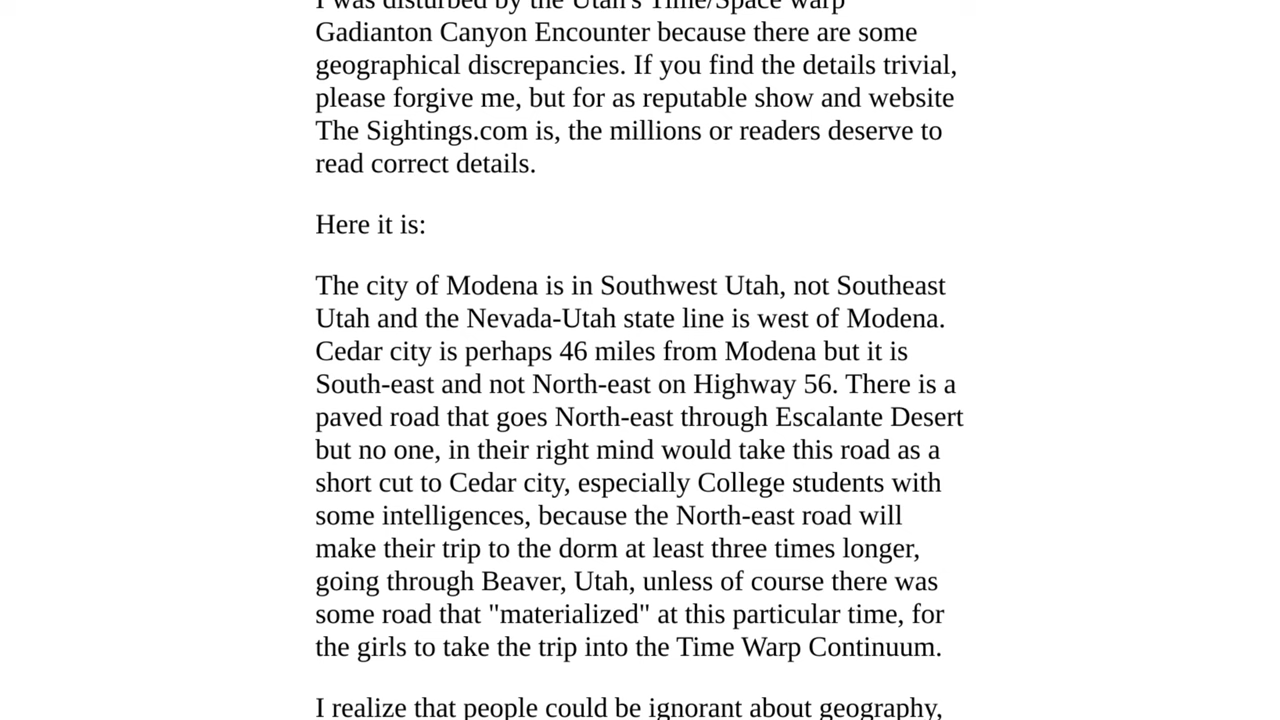 I was disturbed by the Utah's Time/Space warp
Gadianton Canyon Encounter because there are some
geographical discrepancies. If you find the details trivial,
please forgive me, but for as reputable show and website
The Sightings.com is, the millions or readers deserve to
read correct details.
Here it is:
The city of Modena is in Southwest Utah, not Southeast
Utah and the Nevada-Utah state line is west of Modena.
Cedar city is perhaps 46 miles from Modena but it is
South-east and not North-east on Highway 56. There is a
paved road that goes North-east through Escalante Desert
but no one, in their right mind would take this road as a
short cut to Cedar city, especially College students with
some intelligences, because the North-east road will
make their trip to the dorm at least three times longer,
going through Beaver, Utah, unless of course there was
some road that "materialized" at this particular time, for
the girls to take the trip into the Time Warp Continuum.
I realize that people could be ignorant about geography,